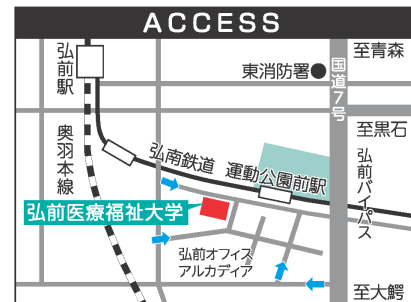 ACCESS
至青森
弘前駅
東消防署
国道7号
至黒石
奥羽本線
弘南鉄道 運動公園前駅
弘前バイパス
弘前医療福祉大学
弘前オフィス
アルカディア
至大鰐